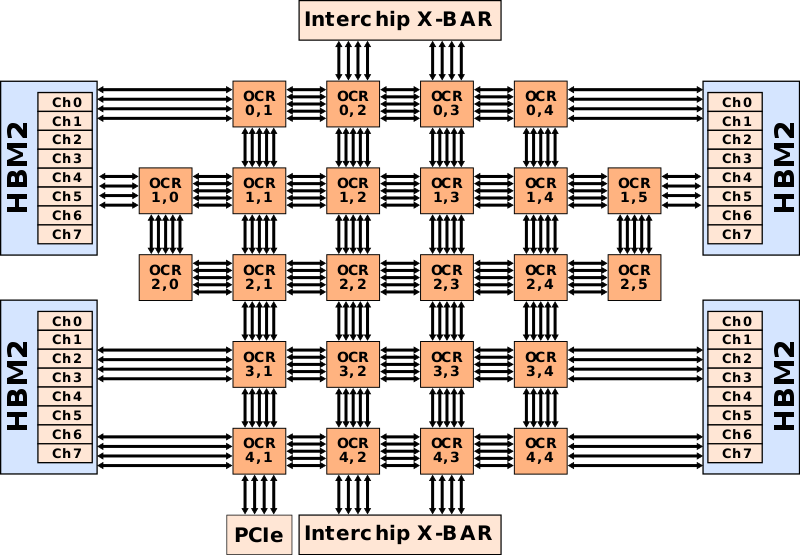 Interchip X-BAR
HBM2
Ch0
Ch1
Ch2
Ch3
Ch4
Ch5
Ch6
Ch7
OCR
0,1
OCR
0,2
OCR
0,3
OCR
0,4
HBM2
Ch0
Ch1
Ch2
Ch3
Ch4
Ch5
Ch6
Ch7
OCR
1,0
OCR
1,1
OCR
1,2
OCR
1,3
OCR
1,4
OCR
1,5
OCR
2,0
OCR
2,1
OCR
2,2
OCR
2,3
OCR
2,4
OCR
2,5
HBM2
Ch0
Ch1
Ch2
Ch3
Ch4
Ch5
Ch6
Ch7
OCR
3,1
OCR
3,2
OCR
3,3
OCR
3,4
HBM2
Ch0
Ch1
Ch2
Ch3
Ch4
Ch5
Ch6
Ch7
OCR
4,1
OCR
4,2
OCR
4,3
OCR
4,4
PCIe
Interchip X-BAR